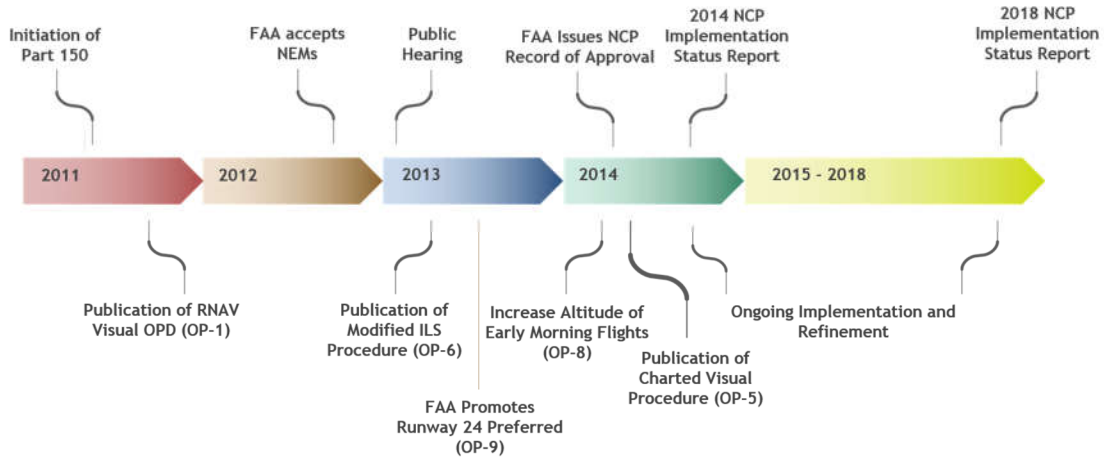 Initiation of
Part 150
FAA accepts
NEMs
Public
Hearing
FAA Issues NCP
Record of Approval
2014 NCP
Implementation
Status Report
2018 NCP
Implementation
Status Report
2011
2012
2013
2014
2015 - 2018
Publication of RNAV
Visual OPD (OP-1)
Publication of
Modified ILS
Procedure (OP-6)
FAA Promotes
Runway 24 Preferred
(OP-9)
Increase Altitude of
Early Morning Flights
(OP-8)
Publication of
Charted Visual
Procedure (OP-5)
Ongoing Implementation and
Refinement